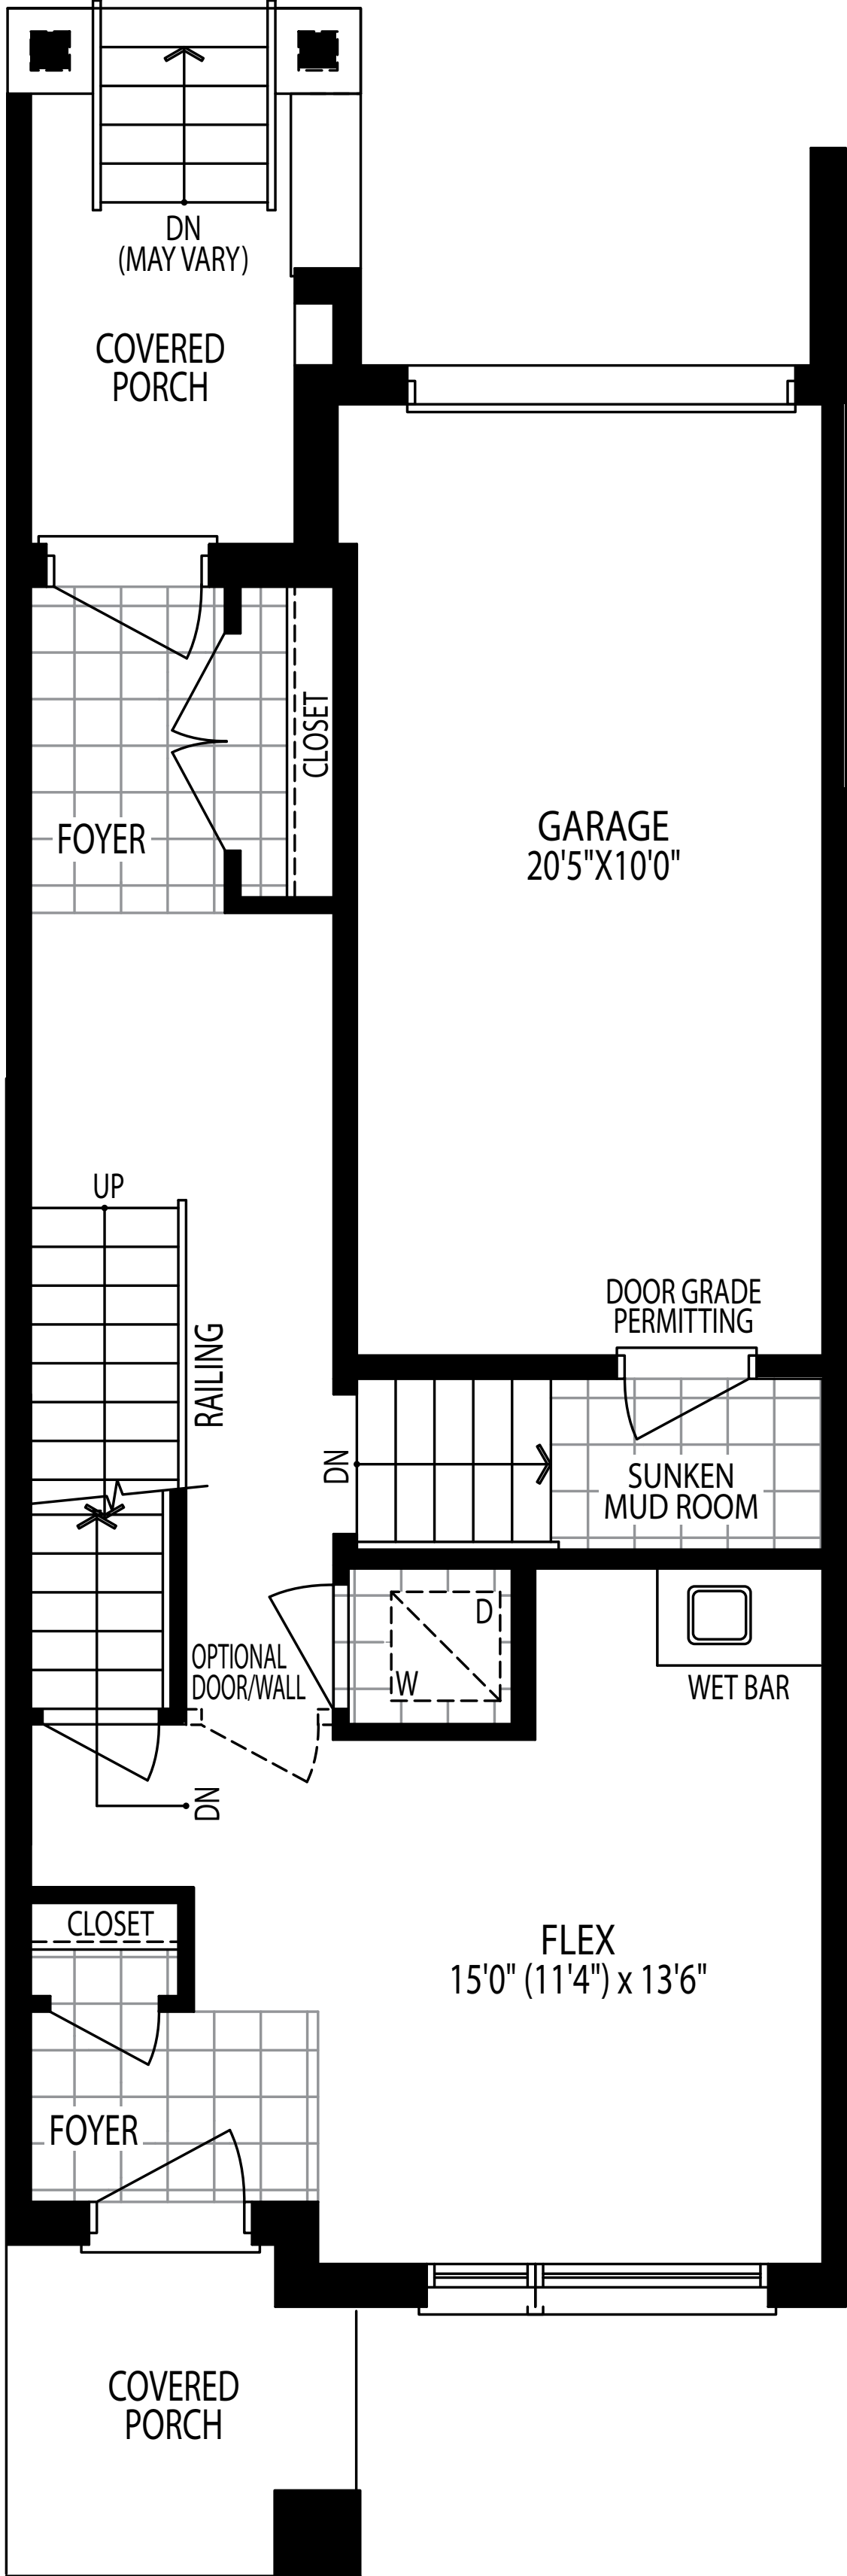 DN
(MAY VARY)
COVERED
PORCH
CLOSET
FOYER
GARAGE
20'5"X10'0"
UP
RAILING
DOOR GRADE
PERMITTING
DN
SUNKEN
MUD ROOM
D
W
OPTIONAL
DOOR/WALL
WET BAR
DN
CLOSET
FLEX
15'0" (11'4") x 13'6"
FOYER
COVERED
PORCH